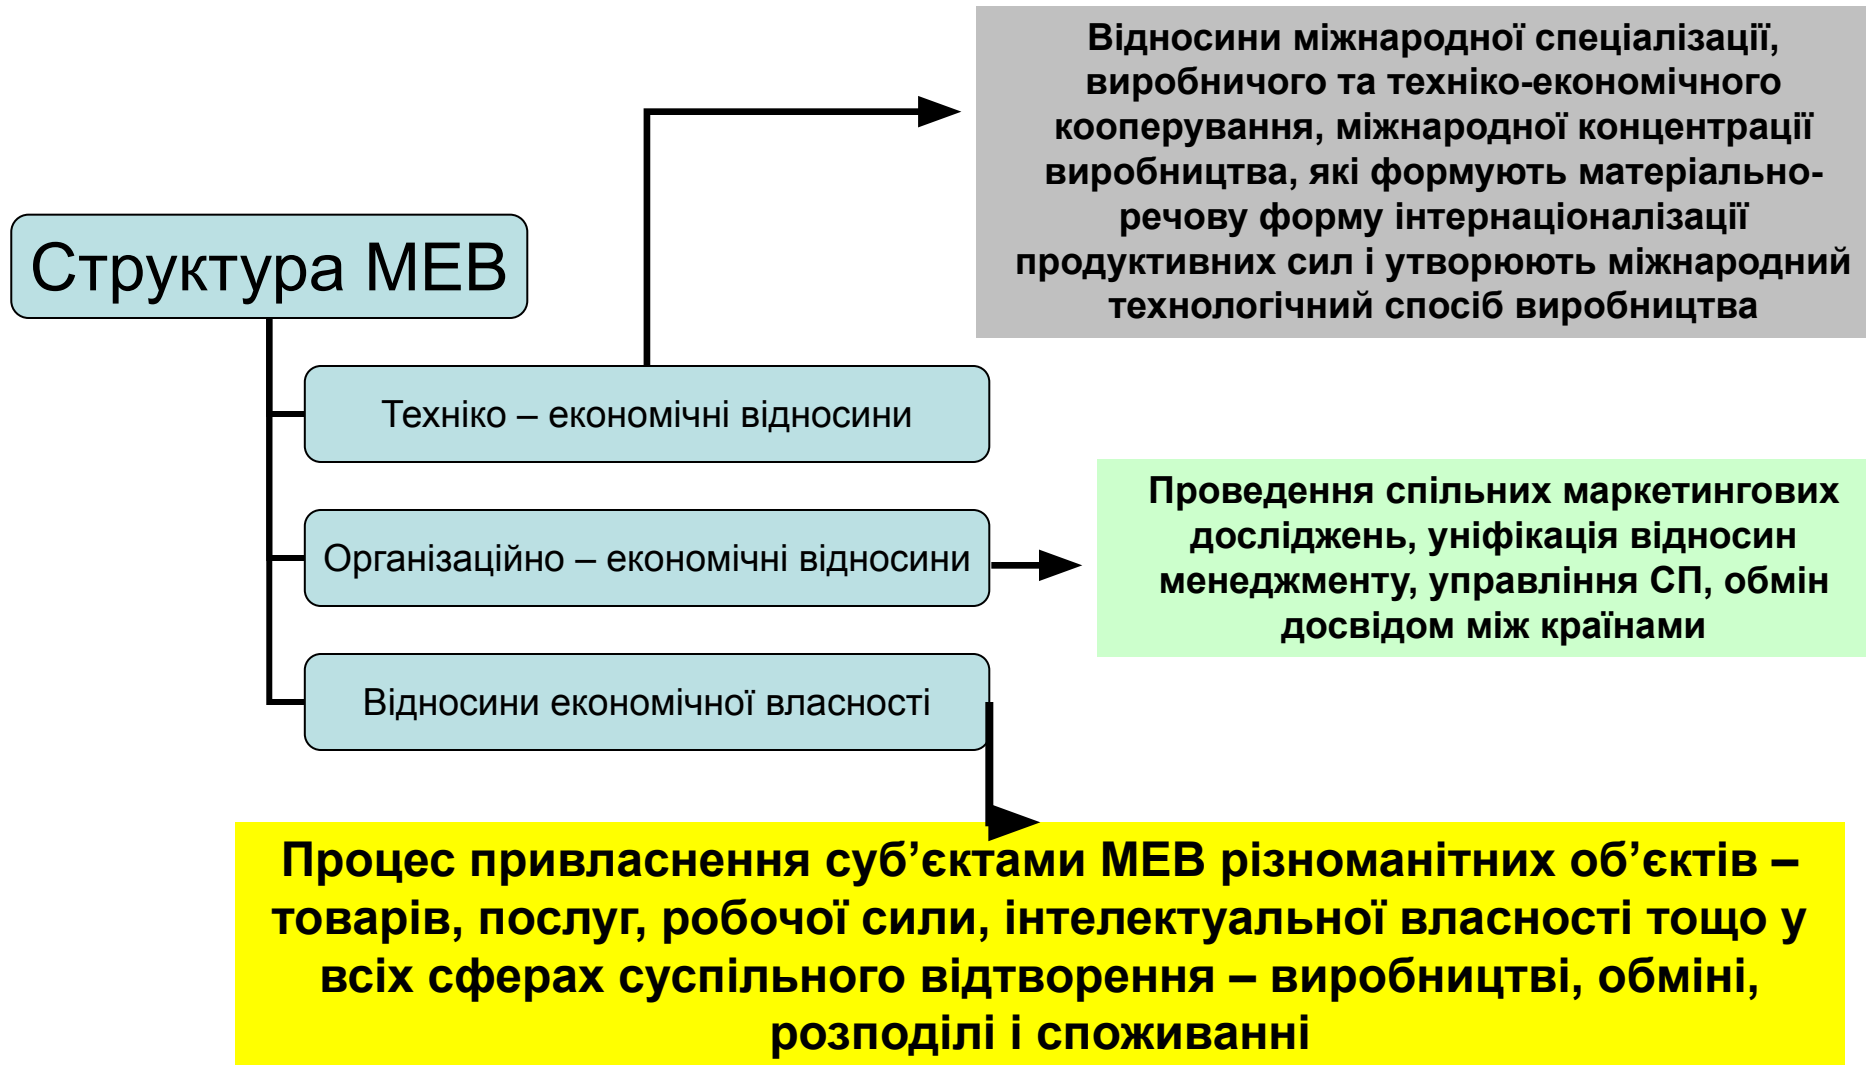 Відносини міжнародної спеціалізації,
виробничого та техніко-економічного
кооперування, міжнародної концентрації
виробництва, які формують матеріально-
речову форму інтернаціоналізації
продуктивних сил і утворюють міжнародний
технологічний спосіб виробництва
Структура МЕВ
Техніко – економічні відносини
Організаційно – економічні відносини
Проведення спільних маркетингових
досліджень, уніфікація відносин
менеджменту, управління СП, обмін
досвідом між країнами
Відносини економічної власності
Процес привласнення суб’єктами МЕВ різноманітних об’єктів –
товарів, послуг, робочої сили, інтелектуальної власності тощо у
всіх сферах суспільного відтворення – виробництві, обміні,
розподілі і споживанні